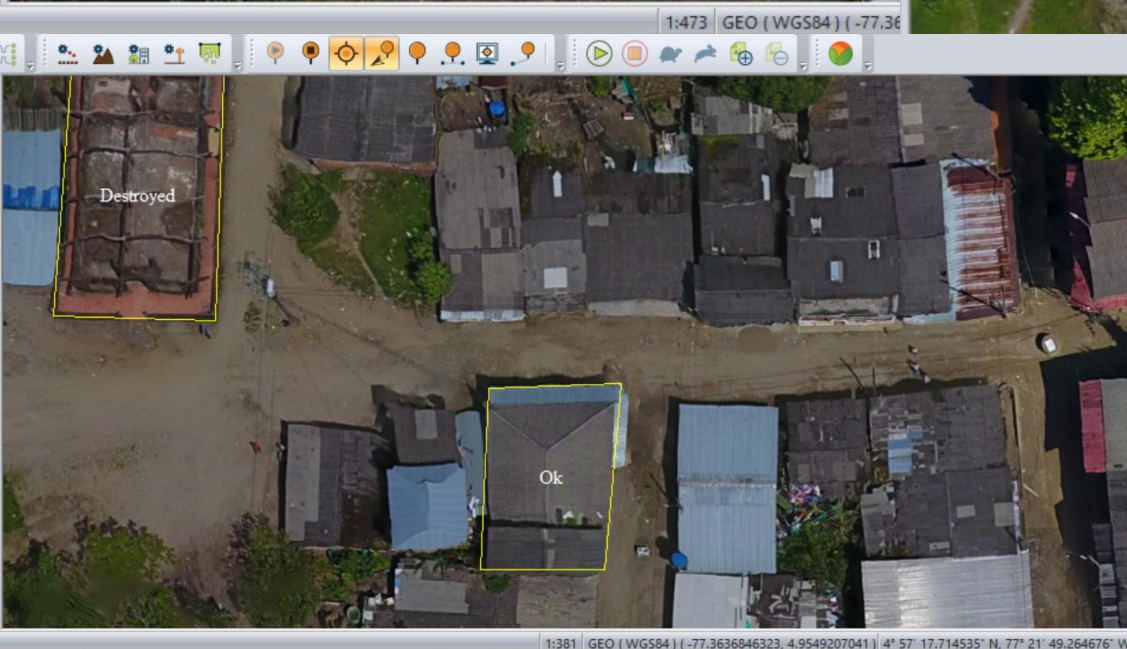 1:473 GEO ( WGS84 ) ( -77.36
Destroyed
Ok
1:381 GEO ( WGS84 ) ( -77.3636846323, 4.9549207041 ) 4° 57' 17.714535" N, 77° 21' 49.264676" W